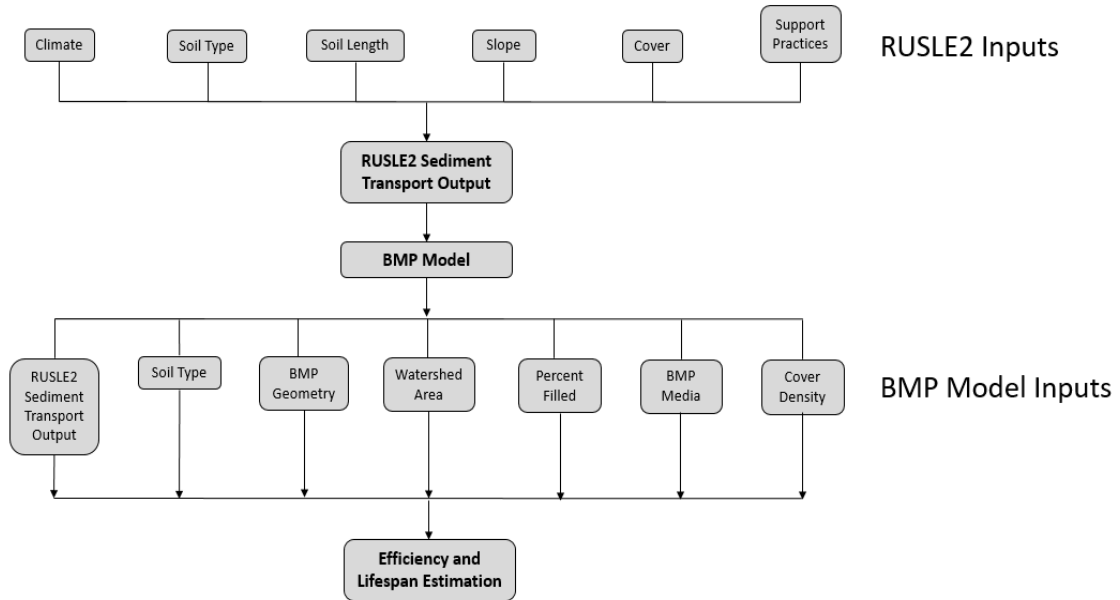 Climate
Soil Type
Soil Length
Slope
Cover
Support
Practices
RUSLE2 Inputs
RUSLE2 Sediment
Transport Output
BMP Model
RUSLE2
Sediment
Transport
Output
Soil Type
BMP
Geometry
Watershed
Area
Percent
Filled
BMP
Media
Cover
Density
BMP Model Inputs
Efficiency and
Lifespan Estimation